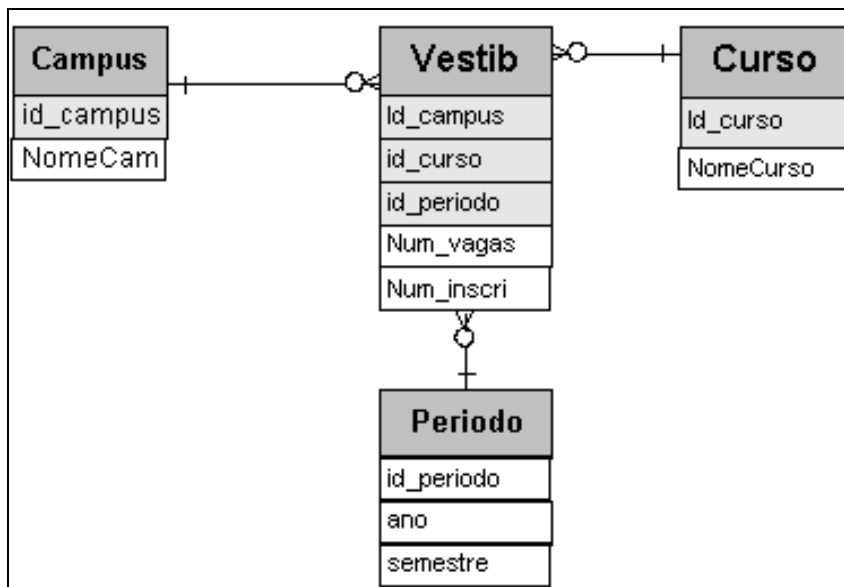 Campus
id_campus
NomeCam
Vestib
Id_campus
id_curso
id_periodo
Num_vagas
Num_inscri
Curso
Id_curso
NomeCurso
Periodo
id_periodo
ano
semestre